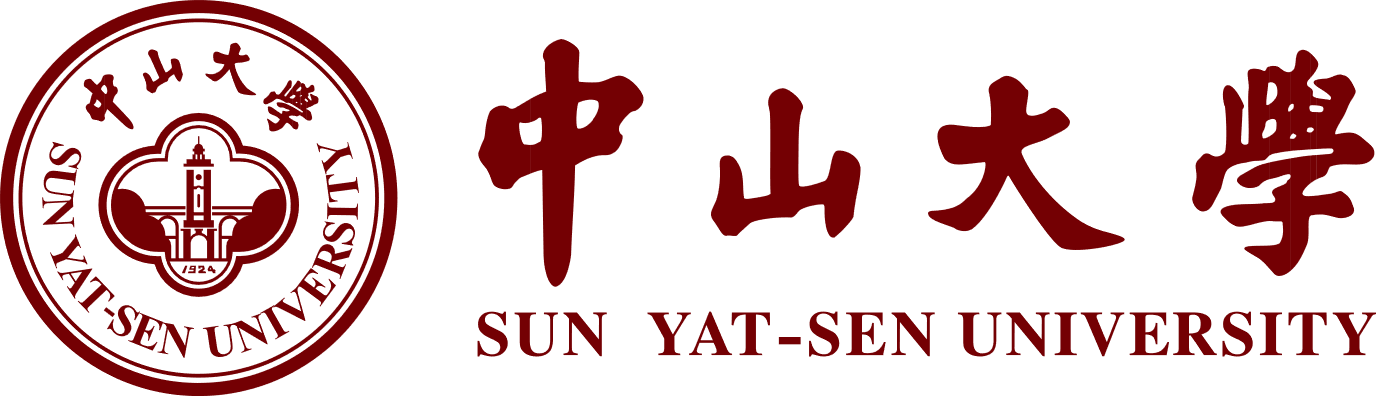 中山大學
SUN YAT-SEN UNIVERSITY
1924
中山大學
SUN YAT-SEN UNIVERSITY